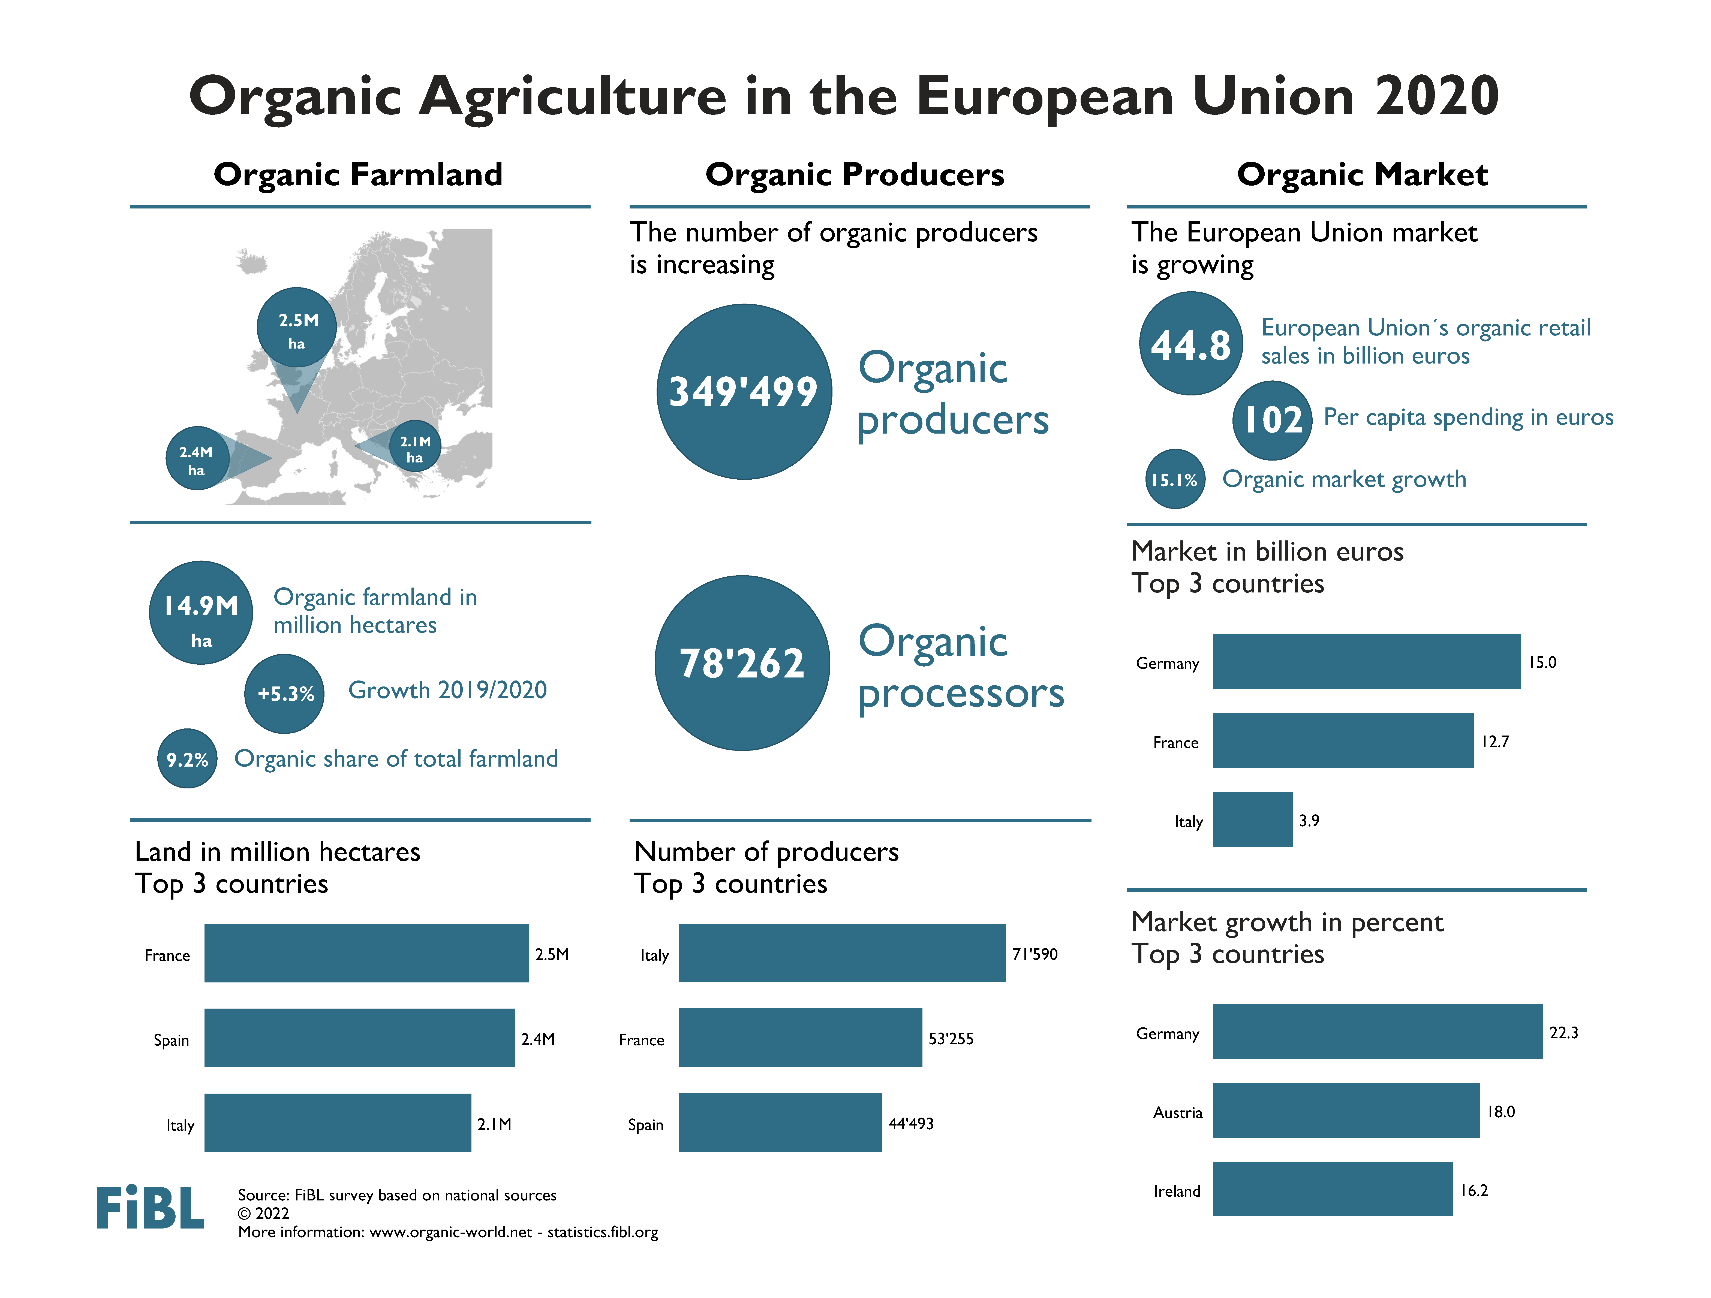 Organic Agriculture in the European Union 2020
Organic Farmland
2.5M
ha
2.4M
ha
2.1M
ha
14.9M
ha
Organic farmland in
million hectares
+5.3%
Growth 2019/2020
9.2%
Organic share of total farmland
Land in million hectares
Top 3 countries
France
2.5M
Spain
2.4M
Italy
2.1M
Organic Producers
The number of organic producers
is increasing
349'499
Organic
producers
78'262
Organic
processors
Number of producers
Top 3 countries
Italy
71'590
France
53'255
Spain
44'493
Organic Market
The European Union market
is growing
44.8
European Union´s organic retail
sales in billion euros
102
Per capita spending in euros
15.1%
Organic market growth
Market in billion euros
Top 3 countries
Germany
15.0
France
12.7
Italy
3.9
Market growth in percent
Top 3 countries
Germany
22.3
Austria
18.0
Ireland
16.2
FiBL
Source: FiBL survey based on national sources
© 2022
More information: www.organic-world.net - statistics.fibl.org